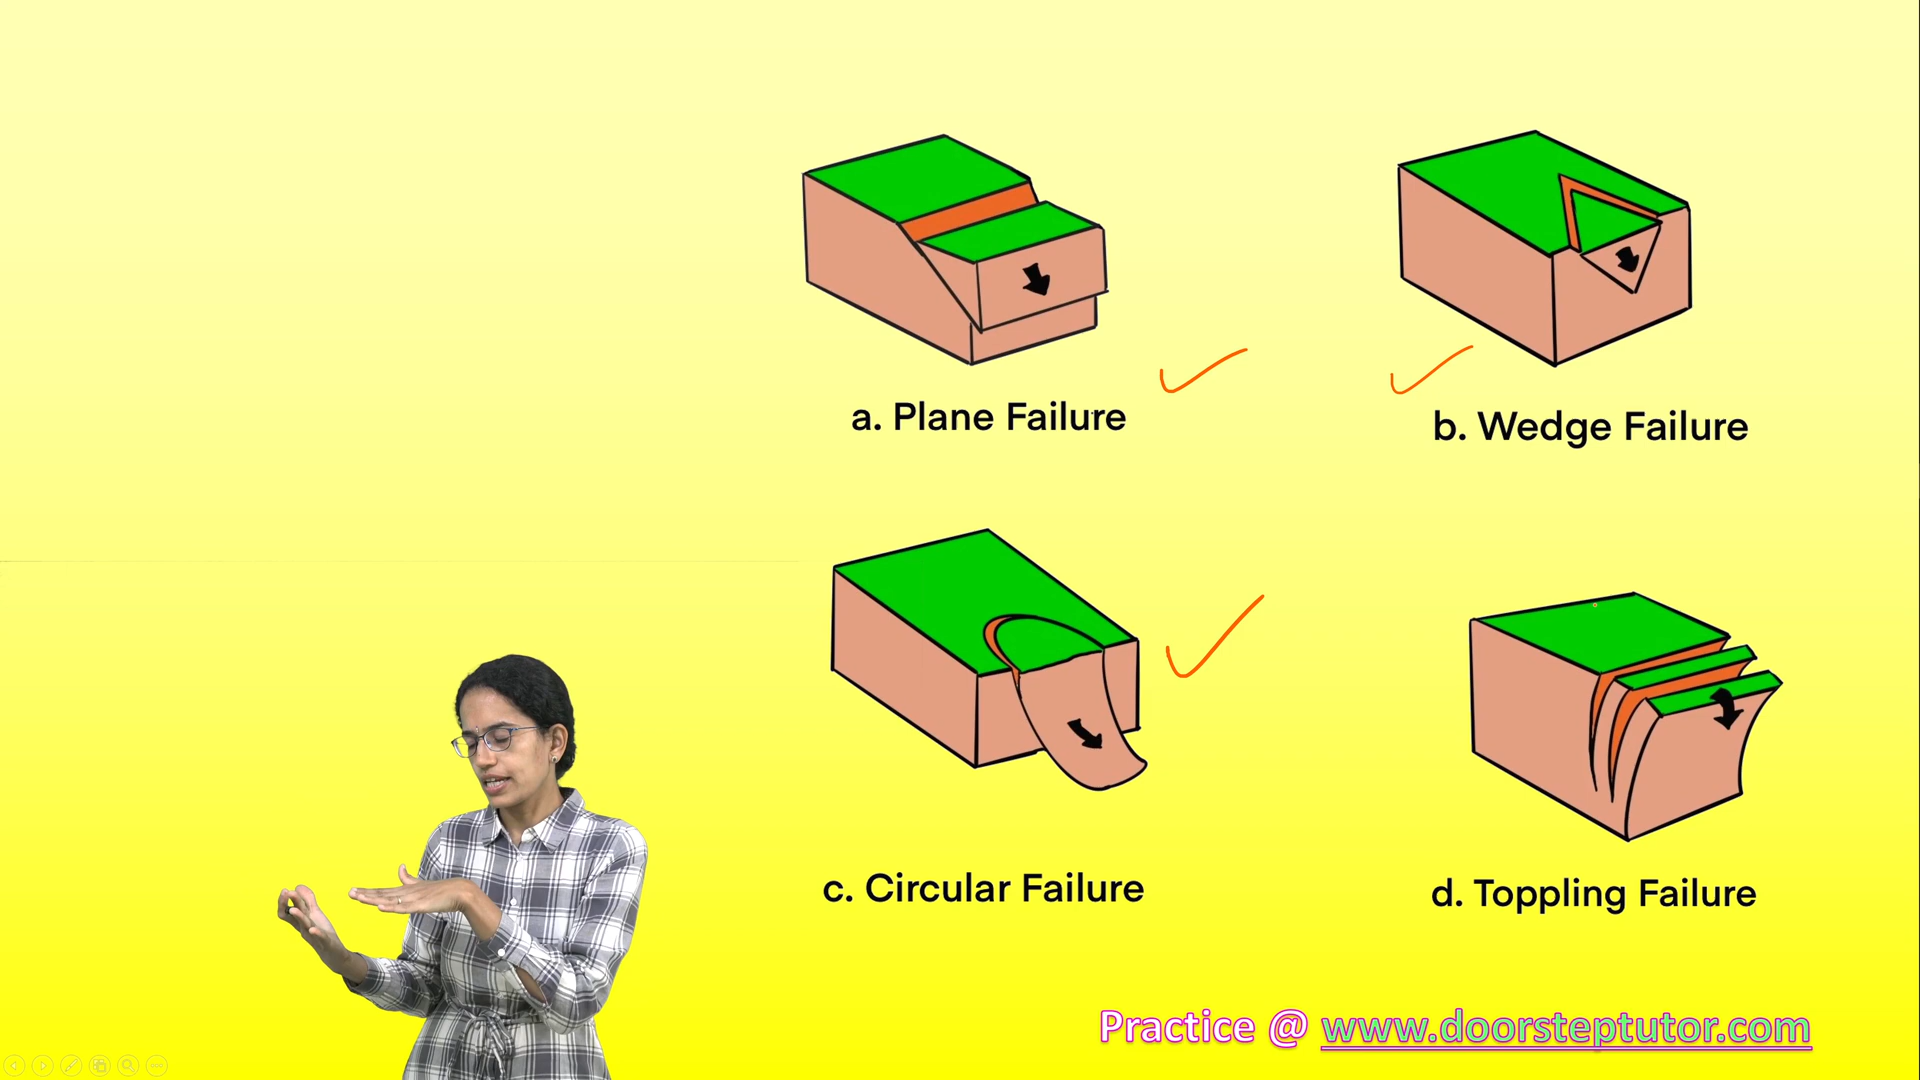 a. Plane Failure
b. Wedge Failure
c. Circular Failure
d. Toppling Failure
Practice @ www.doorsteptutor.com